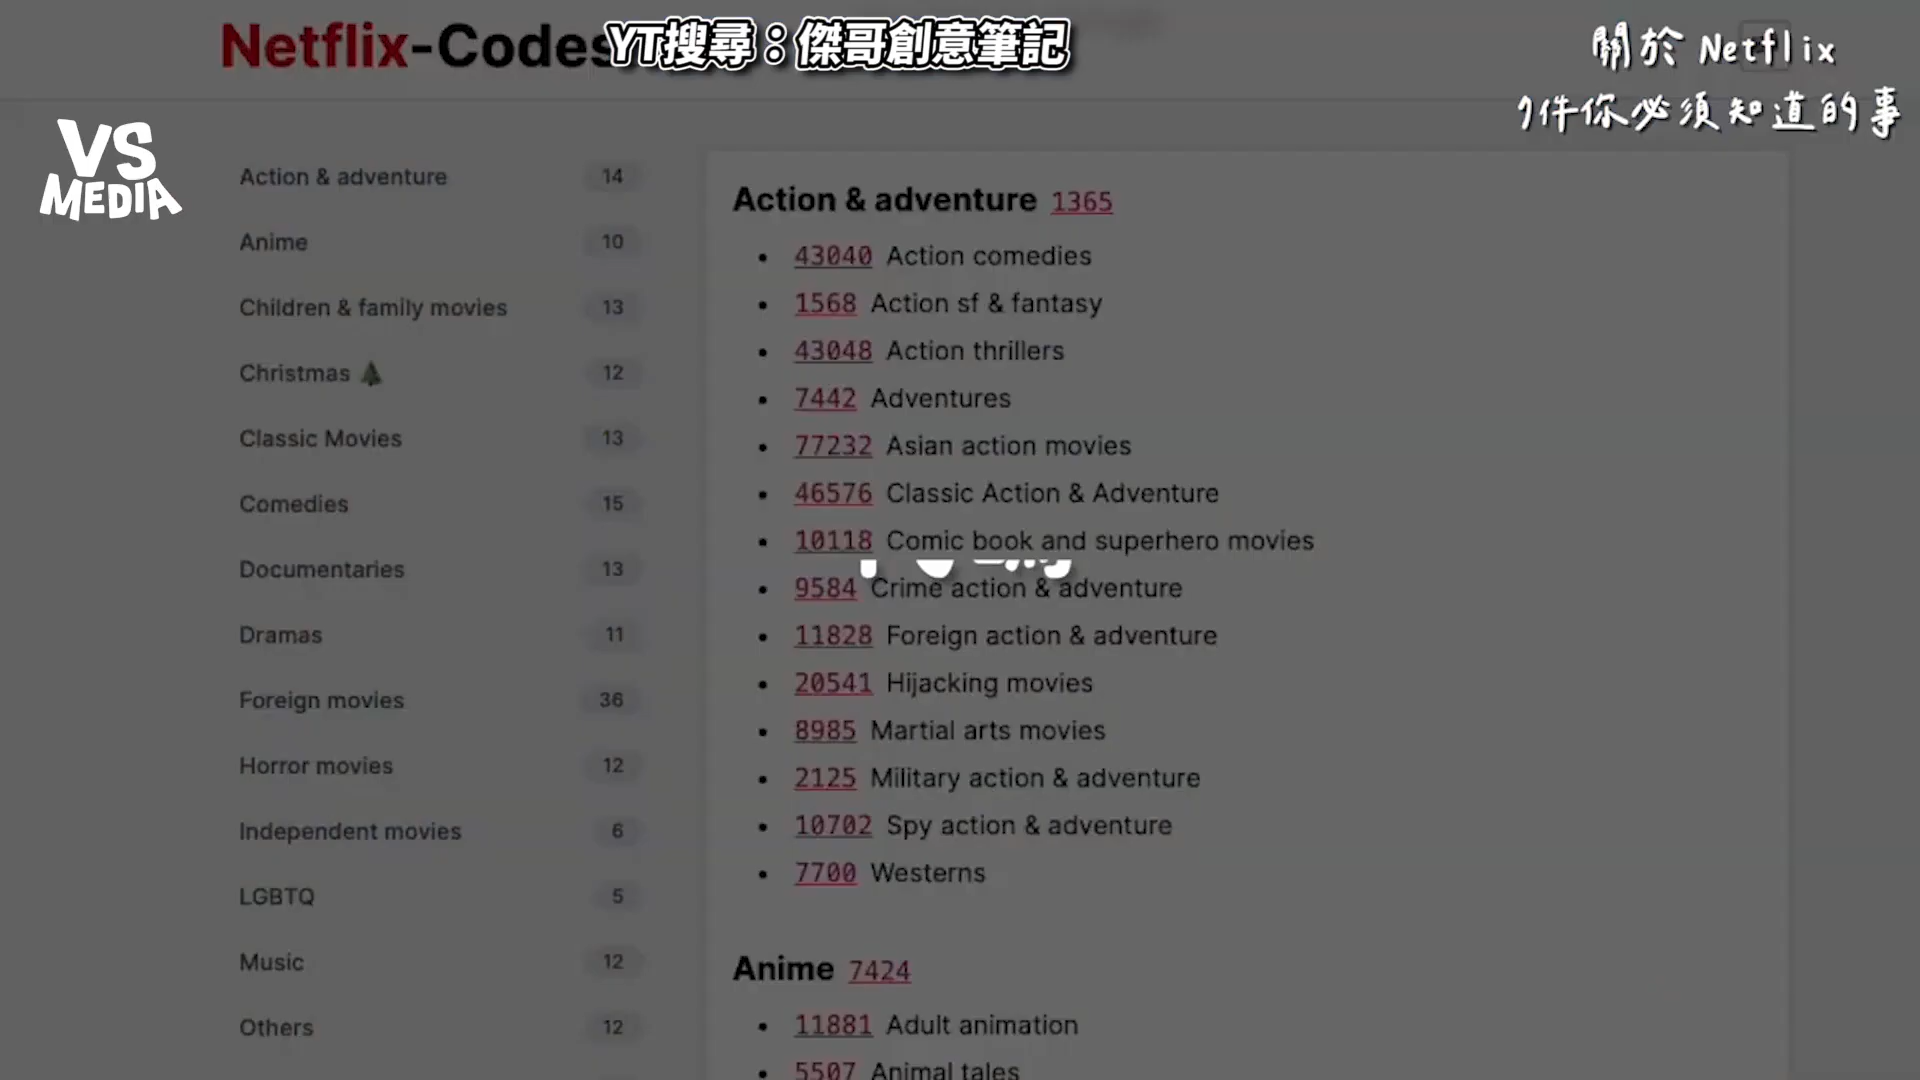 Netflix-Codes
YT搜尋：傑哥創意筆記
關於 Netflix
7件你必須知道的事
VS
MEDIA
Action & adventure 14
Anime 10
Children & family movies 13
Christmas 🌲 12
Classic Movies 13
Comedies 15
Documentaries 13
Dramas 11
Foreign movies 36
Horror movies 12
Independent movies 6
LGBTQ 5
Music 12
Others 12
Action & adventure 1365
43040 Action comedies
1568 Action sf & fantasy
43048 Action thrillers
7442 Adventures
77232 Asian action movies
46576 Classic Action & Adventure
10118 Comic book and superhero movies
9584 Crime action & adventure
11828 Foreign action & adventure
20541 Hijacking movies
8985 Martial arts movies
2125 Military action & adventure
10702 Spy action & adventure
7700 Westerns
Anime 7424
11881 Adult animation
5507 Animal tales